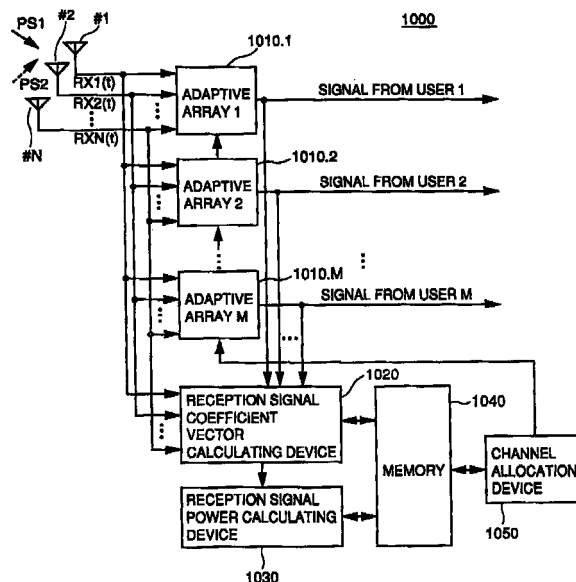 1000
PS1
#2
#1
1010.1
PS2
RX1(t)
RX2(t)
RXN(t)
#N
ADAPTIVE
ARRAY 1
SIGNAL FROM USER 1
1010.2
ADAPTIVE
ARRAY 2
SIGNAL FROM USER 2
1010.M
ADAPTIVE
ARRAY M
SIGNAL FROM USER M
1020
1040
RECEPTION SIGNAL
COEFFICIENT
VECTOR
CALCULATING DEVICE
MEMORY
CHANNEL
ALLOCATION
DEVICE
1050
RECEPTION SIGNAL
POWER CALCULATING
DEVICE
1030